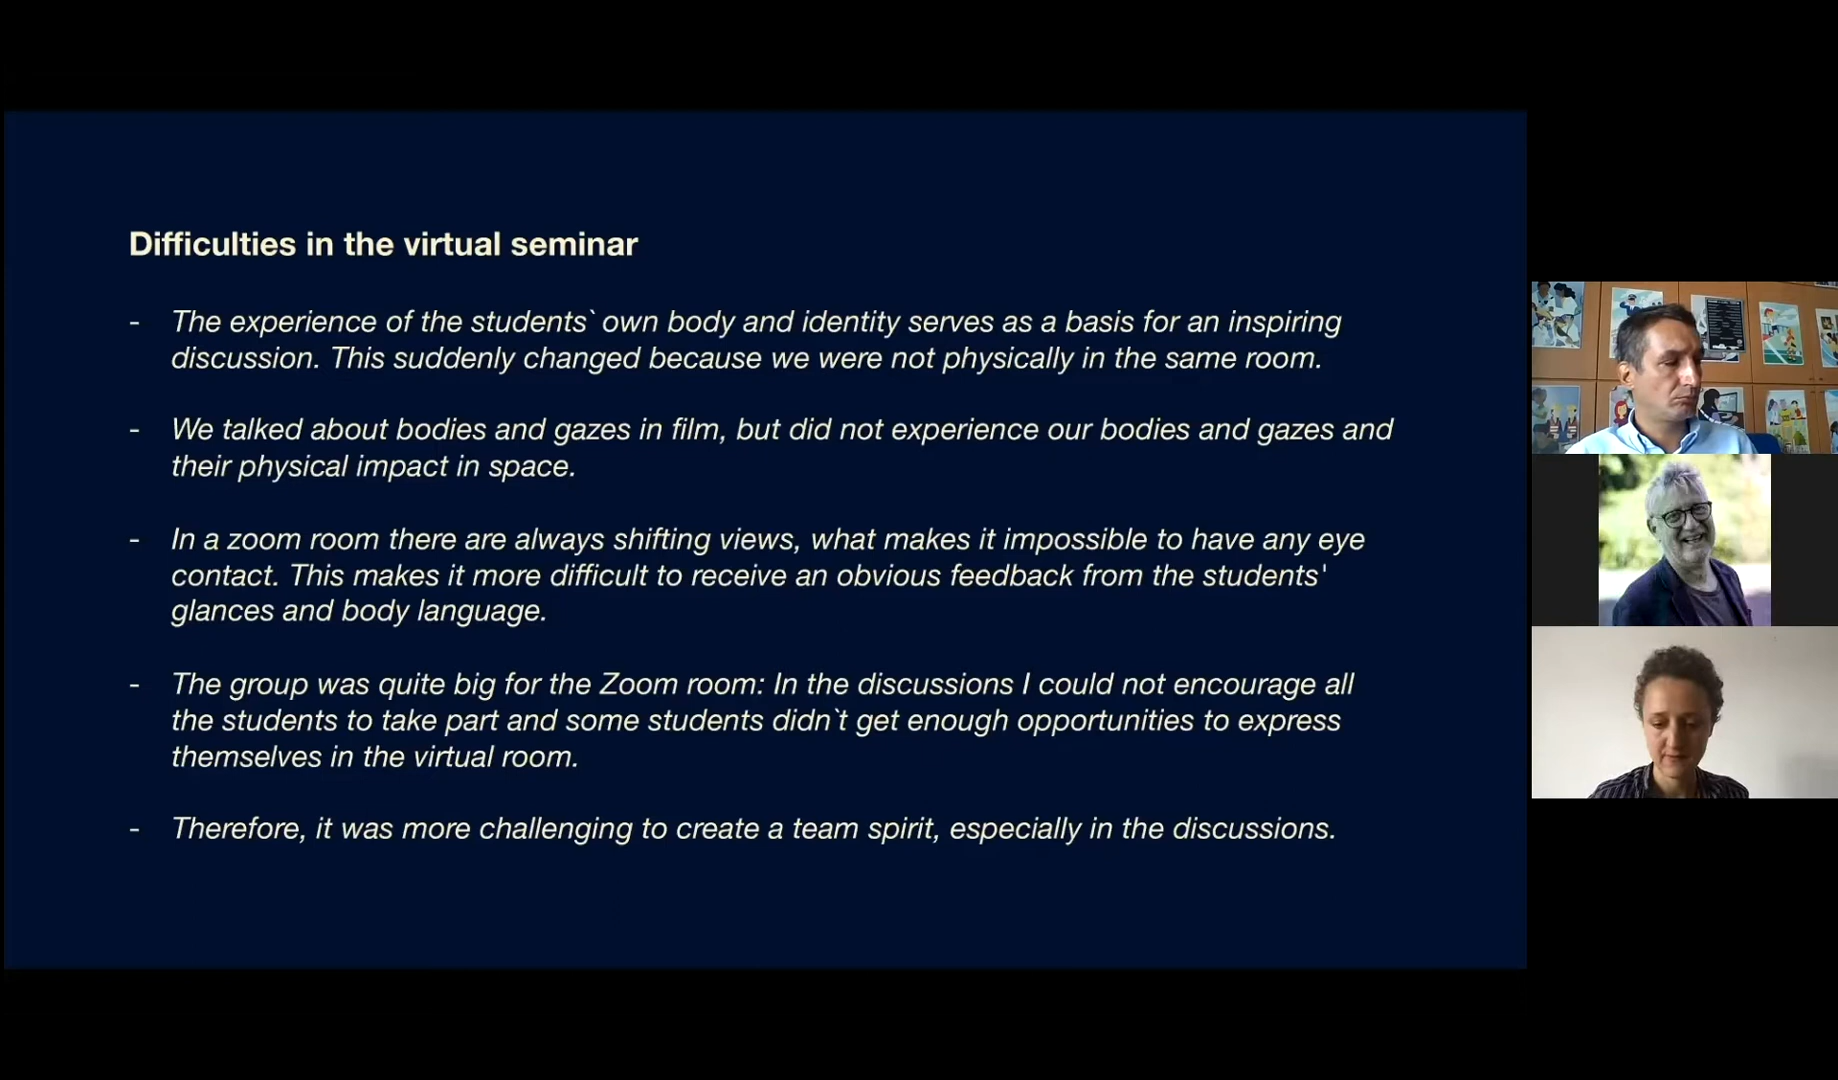 Difficulties in the virtual seminar
- The experience of the students` own body and identity serves as a basis for an inspiring
discussion. This suddenly changed because we were not physically in the same room.
- We talked about bodies and gazes in film, but did not experience our bodies and gazes and
their physical impact in space.
- In a zoom room there are always shifting views, what makes it impossible to have any eye
contact. This makes it more difficult to receive an obvious feedback from the students'
glances and body language.
- The group was quite big for the Zoom room: In the discussions I could not encourage all
the students to take part and some students didn`t get enough opportunities to express
themselves in the virtual room.
- Therefore, it was more challenging to create a team spirit, especially in the discussions.